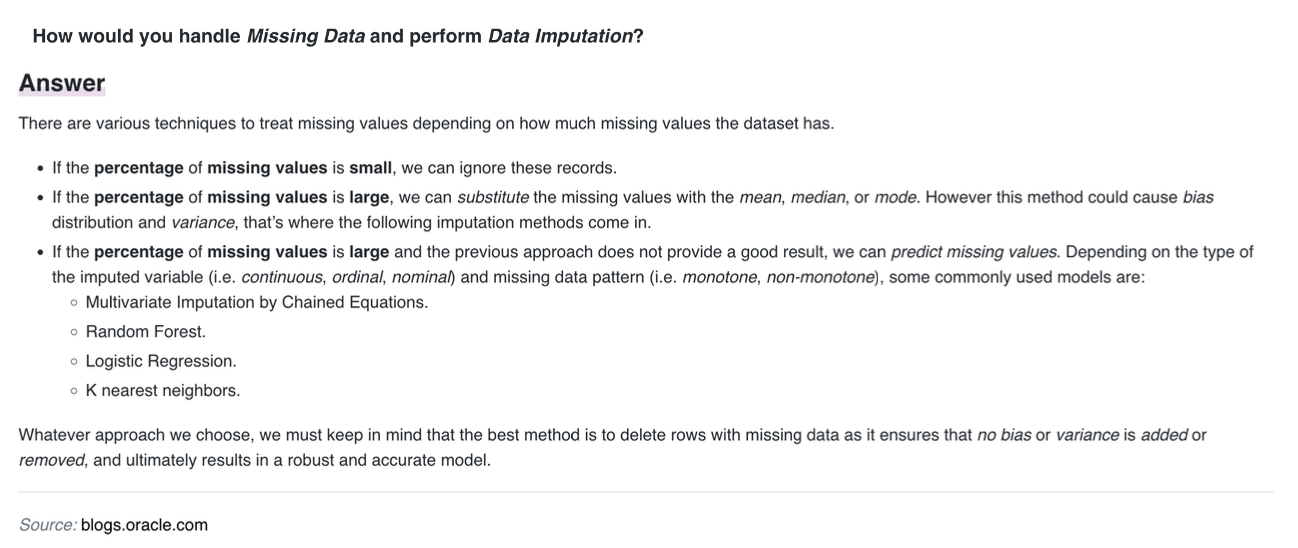 How would you handle Missing Data and perform Data Imputation?
Answer
There are various techniques to treat missing values depending on how much missing values the dataset has.
• If the percentage of missing values is small, we can ignore these records.
• If the percentage of missing values is large, we can substitute the missing values with the mean, median, or mode. However this method could cause bias
distribution and variance, that's where the following imputation methods come in.
• If the percentage of missing values is large and the previous approach does not provide a good result, we can predict missing values. Depending on the type of
the imputed variable (i.e. continuous, ordinal, nominal) and missing data pattern (i.e. monotone, non-monotone), some commonly used models are:
◦ Multivariate Imputation by Chained Equations.
◦ Random Forest.
◦ Logistic Regression.
◦ K nearest neighbors.
Whatever approach we choose, we must keep in mind that the best method is to delete rows with missing data as it ensures that no bias or variance is added or
removed, and ultimately results in a robust and accurate model.
Source: blogs.oracle.com